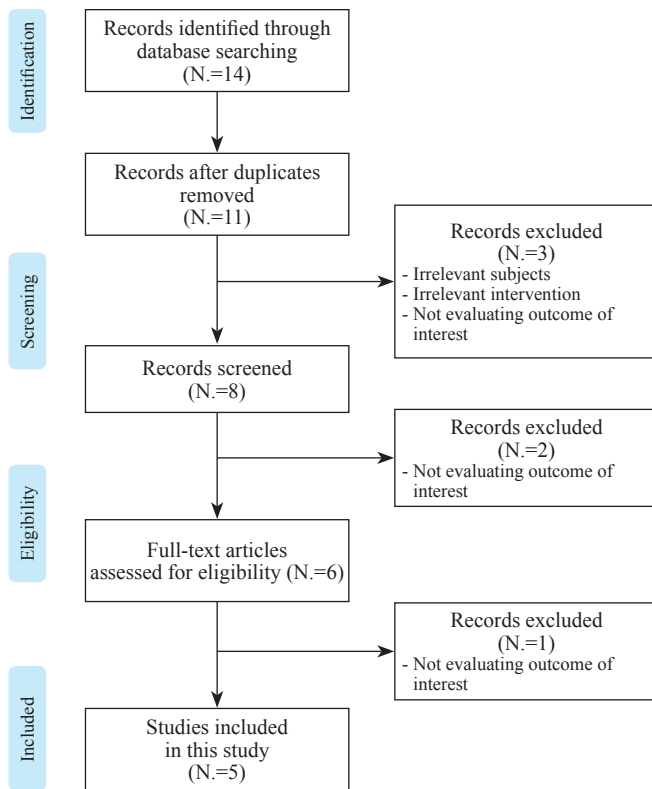 Identification
Records identified through
database searching
(N.=14)
Records after duplicates
removed
(N.=11)
Screening
Records excluded
(N.=3)
- Irrelevant subjects
- Irrelevant intervention
- Not evaluating outcome of
interest
Records screened
(N.=8)
Records excluded
(N.=2)
- Not evaluating outcome of
interest
Eligibility
Full-text articles
assessed for eligibility (N.=6)
Records excluded
(N.=1)
- Not evaluating outcome of
interest
Included
Studies included
in this study
(N.=5)